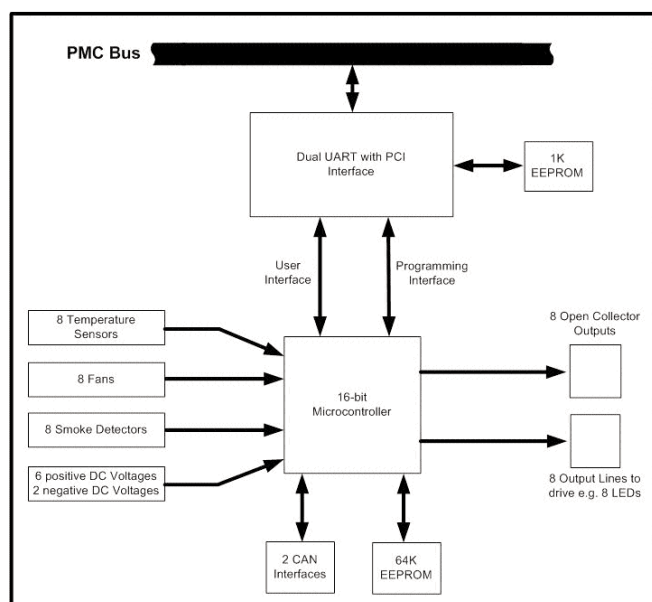 PMC Bus
Dual UART with PCI
Interface
1K
EEPROM
User
Interface
Programming
Interface
8 Temperature
Sensors
8 Fans
8 Smoke Detectors
6 positive DC Voltages
2 negative DC Voltages
16-bit
Microcontroller
8 Open Collector
Outputs
8 Output Lines to
drive e.g. 8 LEDs
2 CAN
Interfaces
64K
EEPROM